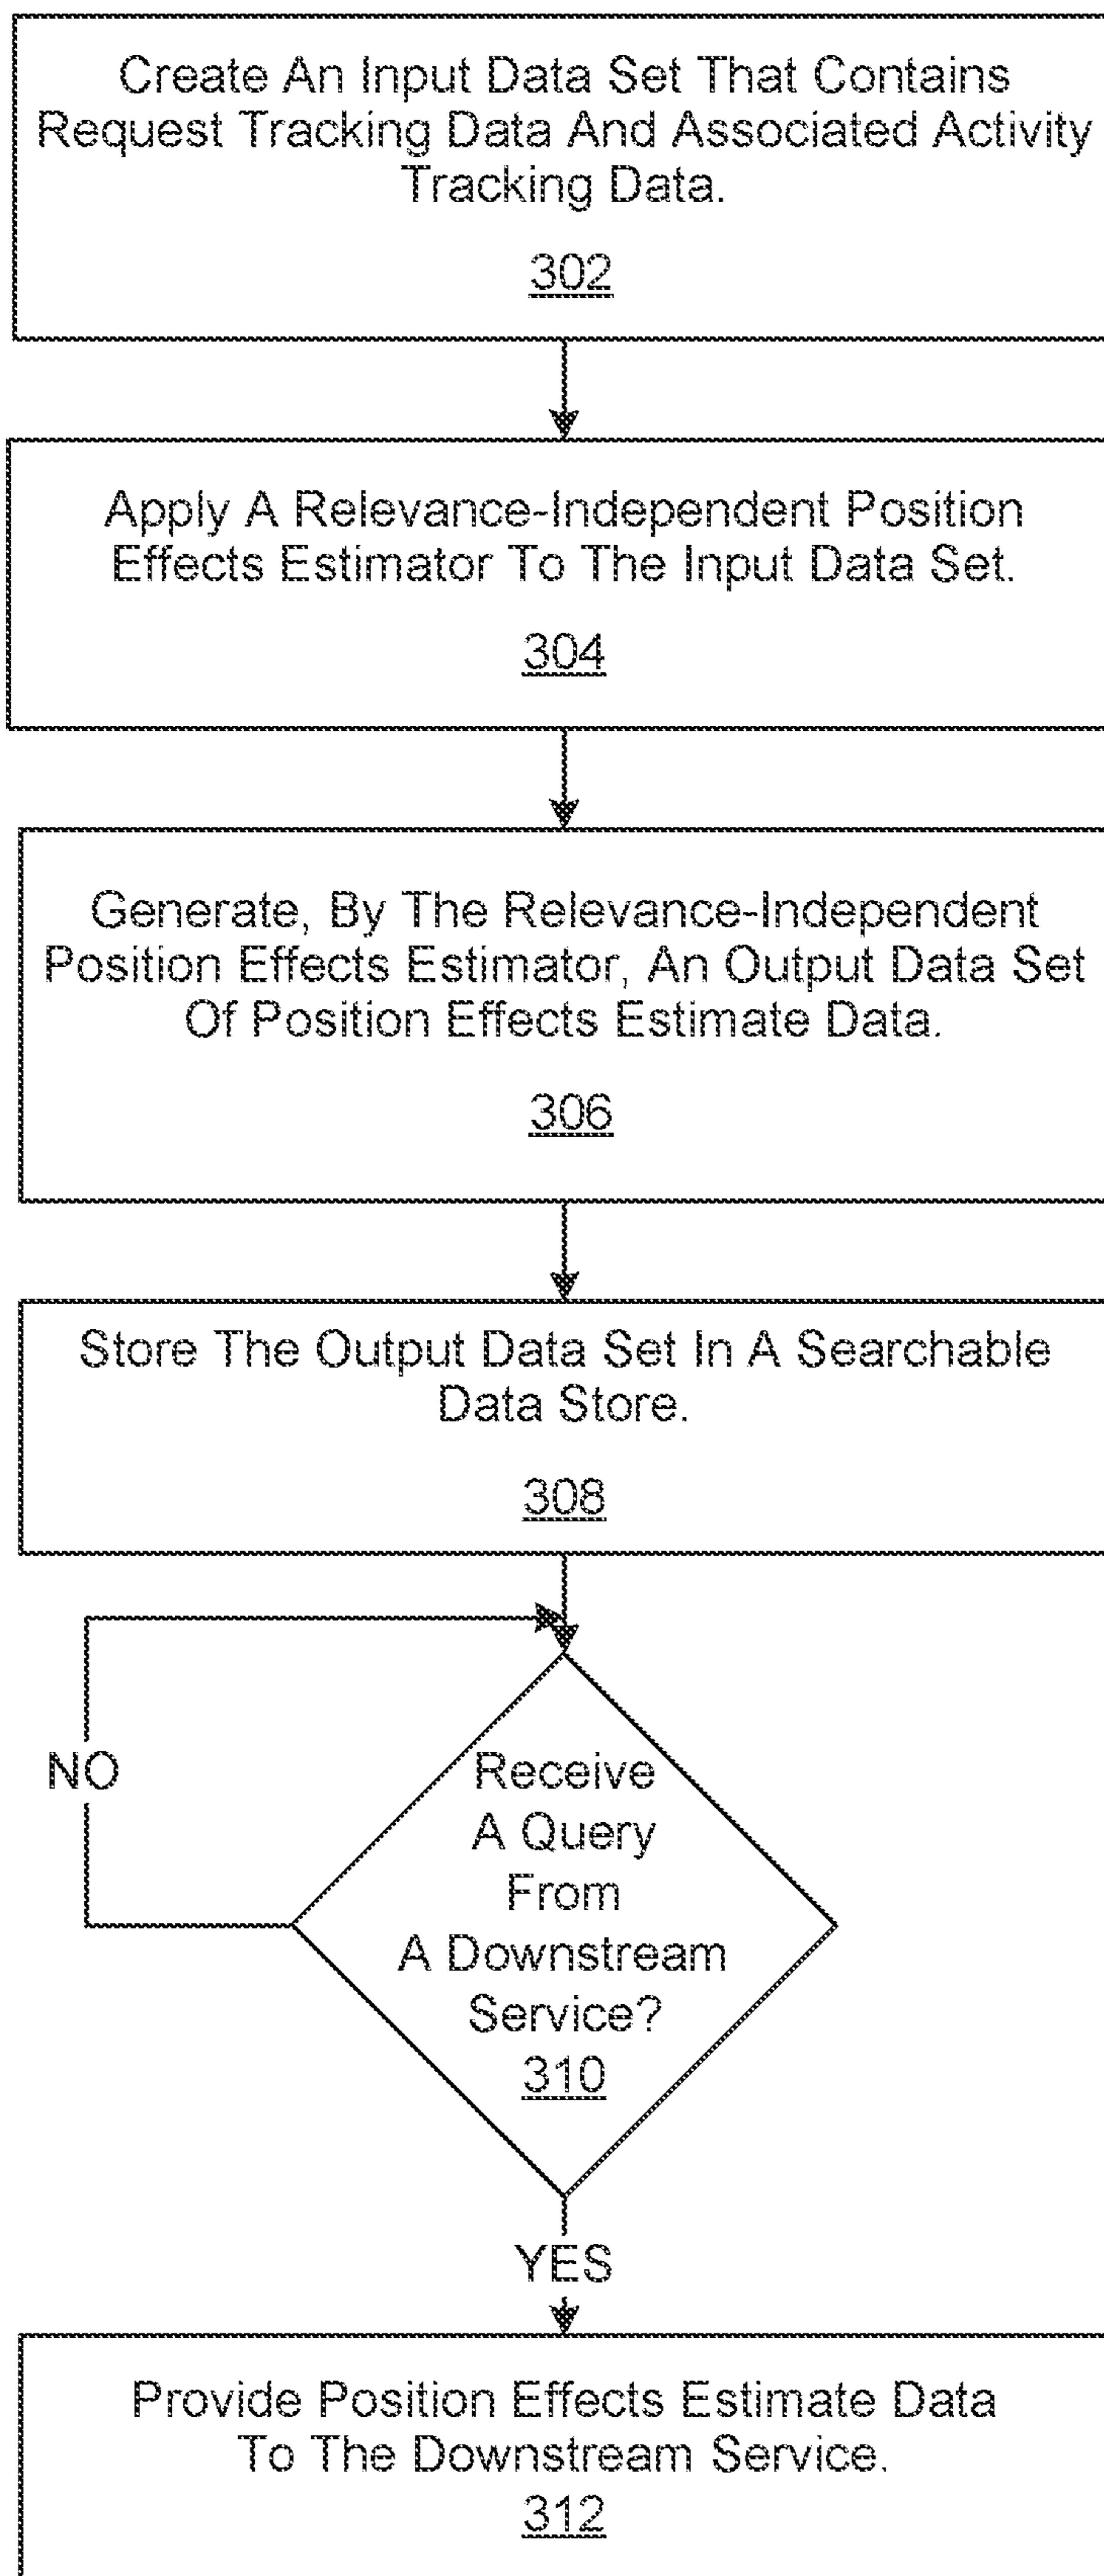 Create An Input Data Set That Contains
Request Tracking Data And Associated Activity
Tracking Data.
302
Apply A Relevance-Independent Position
Effects Estimator To The Input Data Set.
304
Generate, By The Relevance-Independent
Position Effects Estimator, An Output Data Set
Of Position Effects Estimate Data.
306
Store The Output Data Set In A Searchable
Data Store.
308
NO
Receive
A Query
From
A Downstream
Service?
310
YES
Provide Position Effects Estimate Data
To The Downstream Service.
312